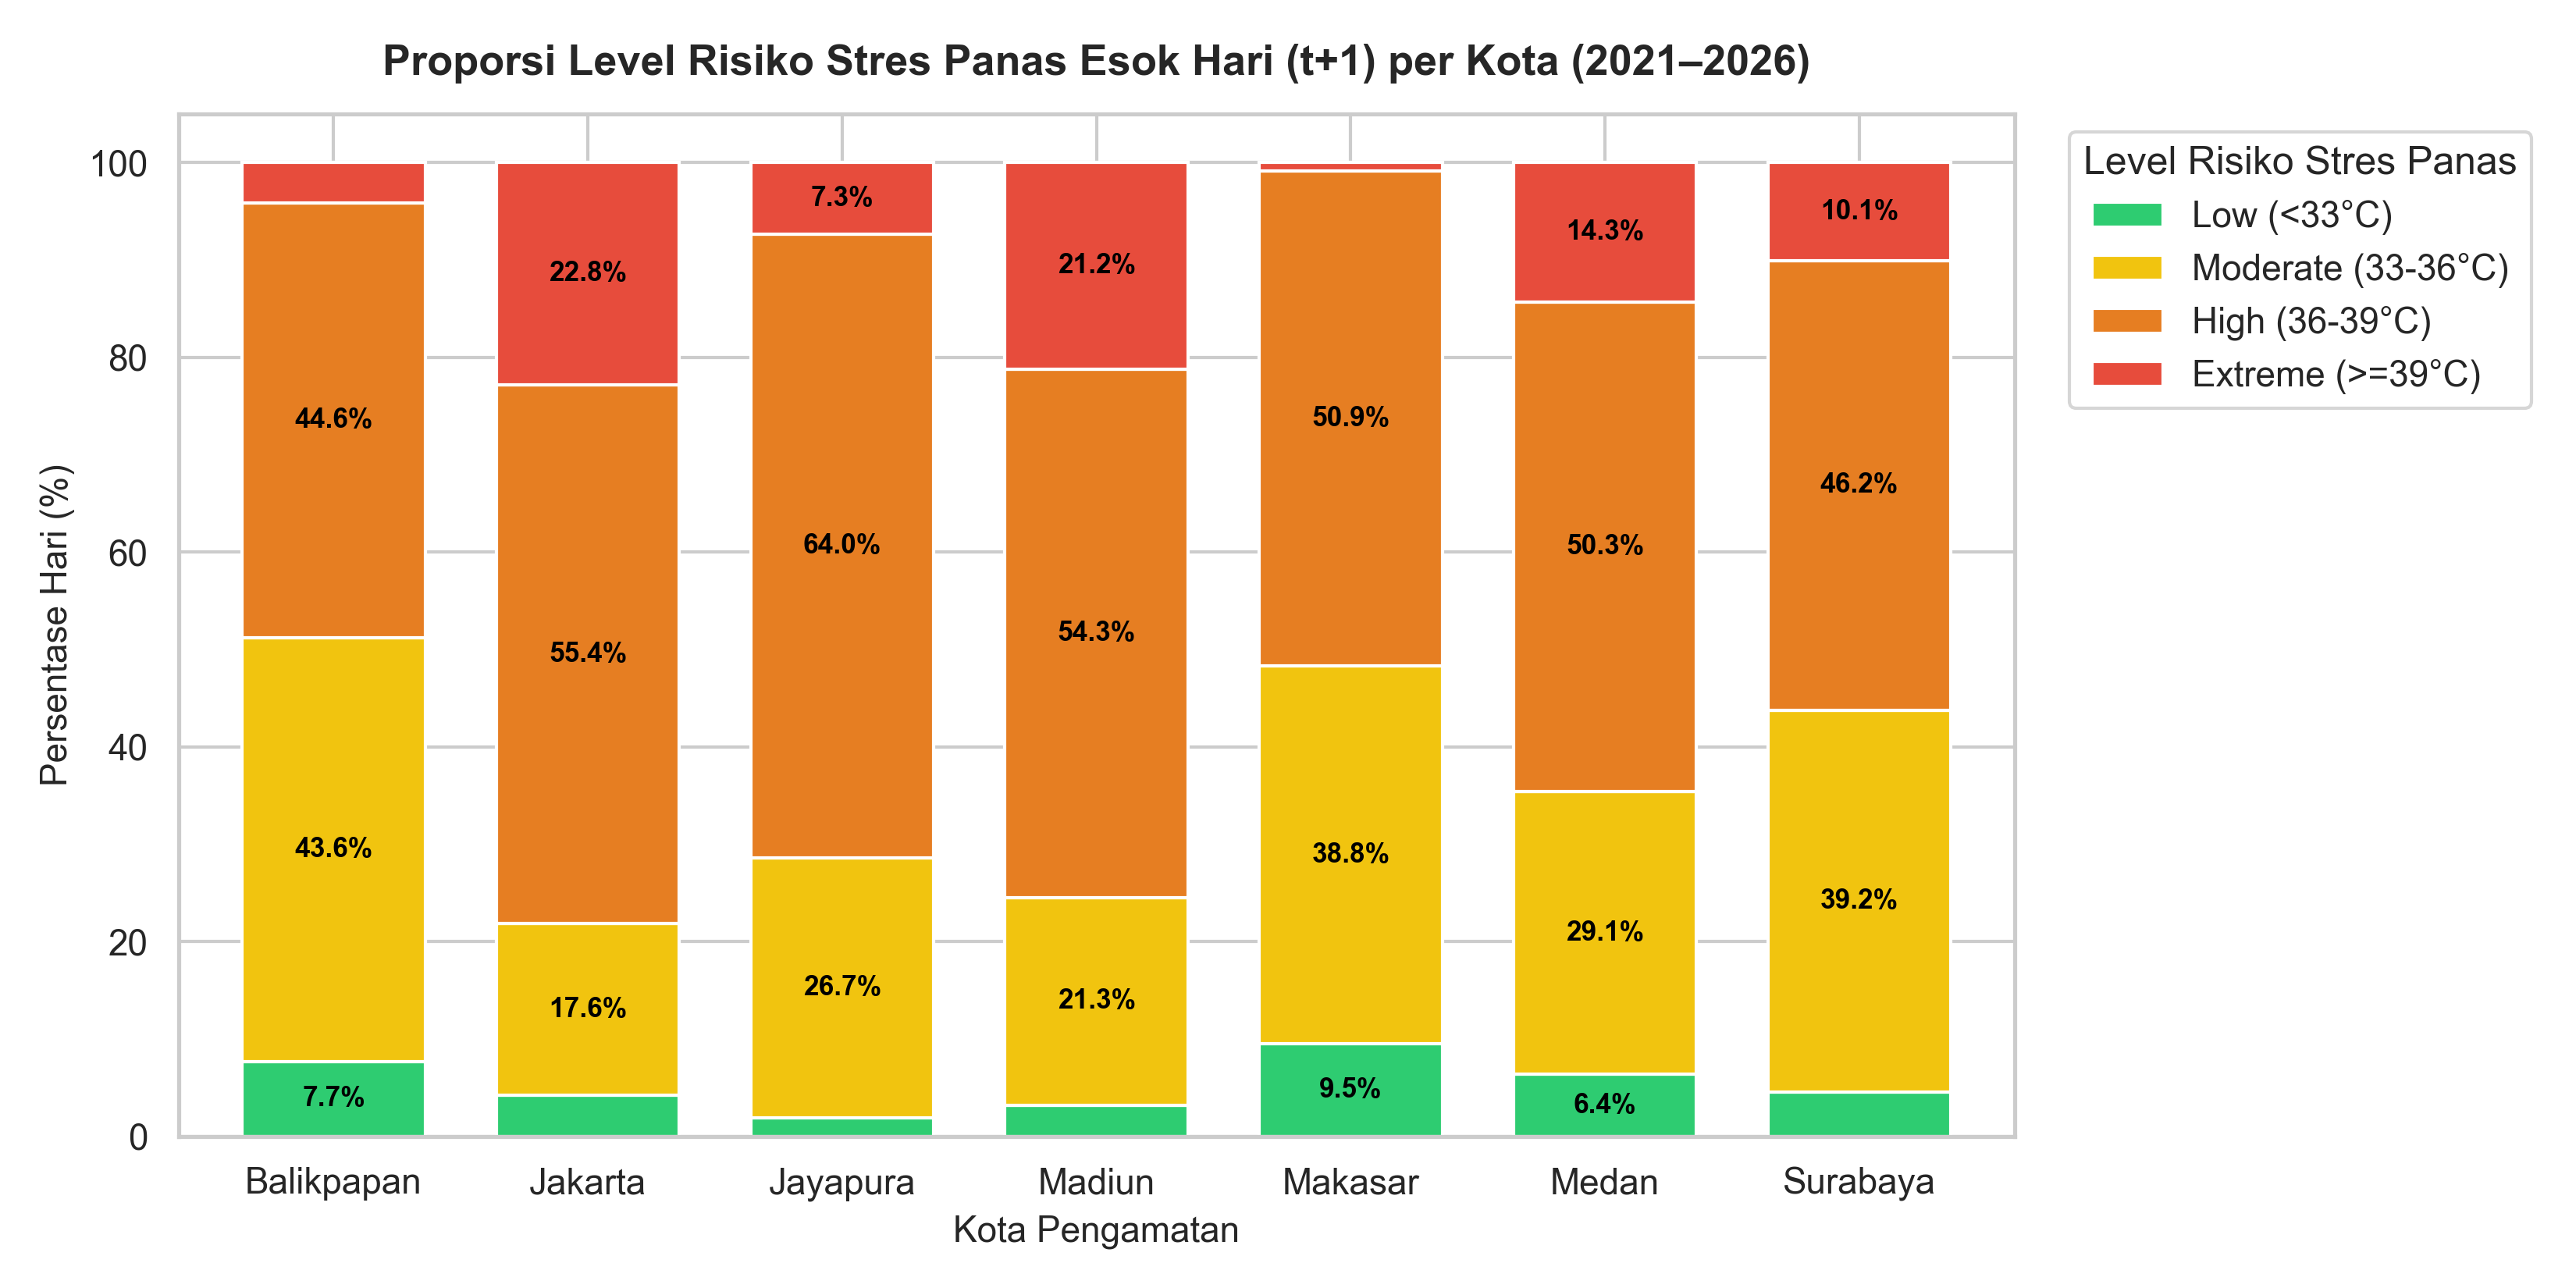 Proporsi Level Risiko Stres Panas Esok Hari (t+1) per Kota (2021–2026)
Persentase Hari (%)
100
80
60
40
20
0
44.6%
43.6%
7.7%
22.8%
55.4%
17.6%
7.3%
64.0%
26.7%
21.2%
54.3%
21.3%
50.9%
38.8%
9.5%
14.3%
50.3%
29.1%
6.4%
10.1%
46.2%
39.2%
Balikpapan
Jakarta
Jayapura
Madiun
Makasar
Medan
Surabaya
Kota Pengamatan
Level Risiko Stres Panas
Low (<33°C)
Moderate (33-36°C)
High (36-39°C)
Extreme (>=39°C)